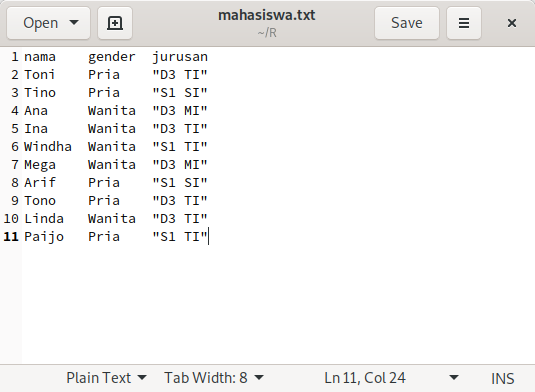 Open mahasiswa.txt Save
~/R
1 nama gender jurusan
2 Toni Pria "D3 TI"
3 Tino Pria "S1 SI"
4 Ana Wanita "D3 MI"
5 Ina Wanita "D3 TI"
6 Windha Wanita "S1 TI"
7 Mega Wanita "D3 MI"
8 Arif Pria "S1 SI"
9 Tono Pria "D3 TI"
10 Linda Wanita "D3 TI"
11 Paijo Pria "S1 TI"
Plain Text Tab Width: 8 Ln 11, Col 24 INS